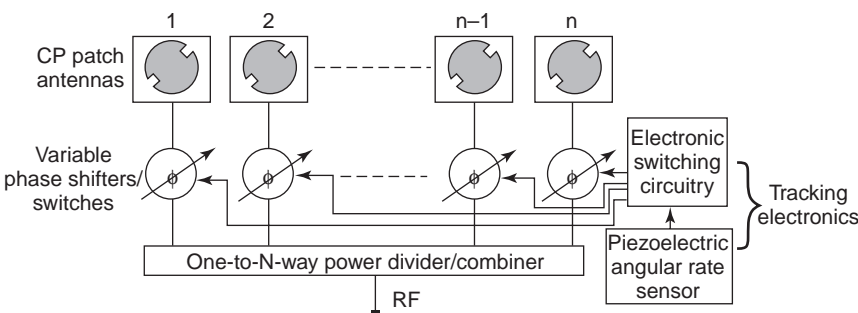 1 2 n–1 n
CP patch
antennas
Variable
phase shifters/
switches
ϕ ϕ ϕ ϕ
Electronic
switching
circuitry
Tracking
electronics
Piezoelectric
angular rate
sensor
One-to-N-way power divider/combiner
RF